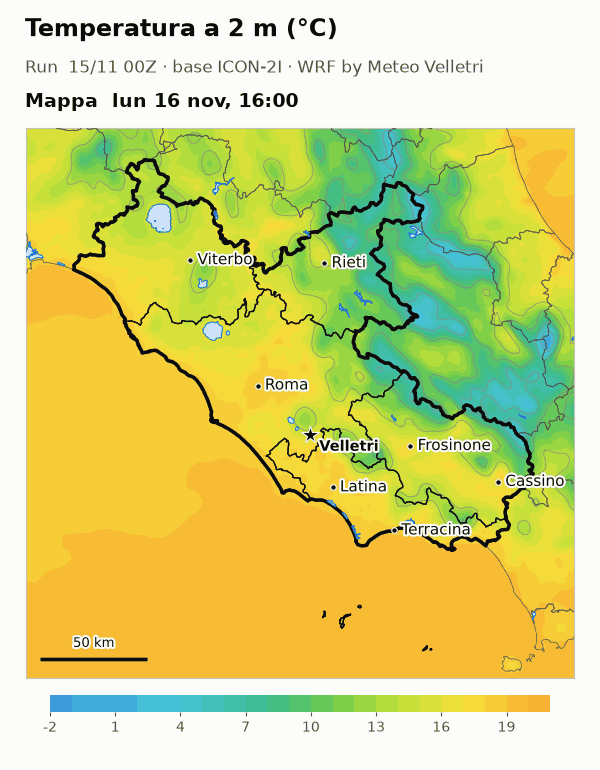 Temperatura a 2 m (°C)
Run  15/11 00Z · base ICON-2I · WRF by Meteo Velletri
Mappa  lun 16 nov, 16:00
Viterbo
Rieti
Roma
Velletri
Frosinone
Cassino
Latina
Terracina
50 km
-2 1 4 7 10 13 16 19